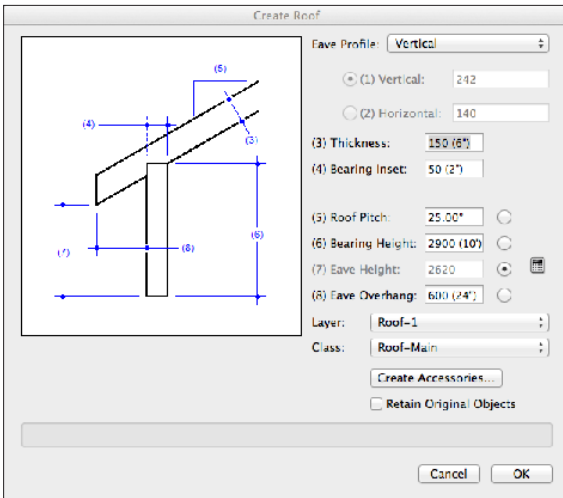 Create Roof
Eave Profile: Vertical
(1) Vertical: 242
(2) Horizontal: 140
(3) Thickness: 150 (6")
(4) Bearing Inset: 50 (2")
(5) Roof Pitch: 25.00°
(6) Bearing Height: 2900 (10')
(7) Eave Height: 2620
(8) Eave Overhang: 600 (24")
Layer: Roof-1
Class: Roof-Main
Create Accessories...
Retain Original Objects
Cancel OK
(5)
(4)
(3)
(7)
(8)
(6)